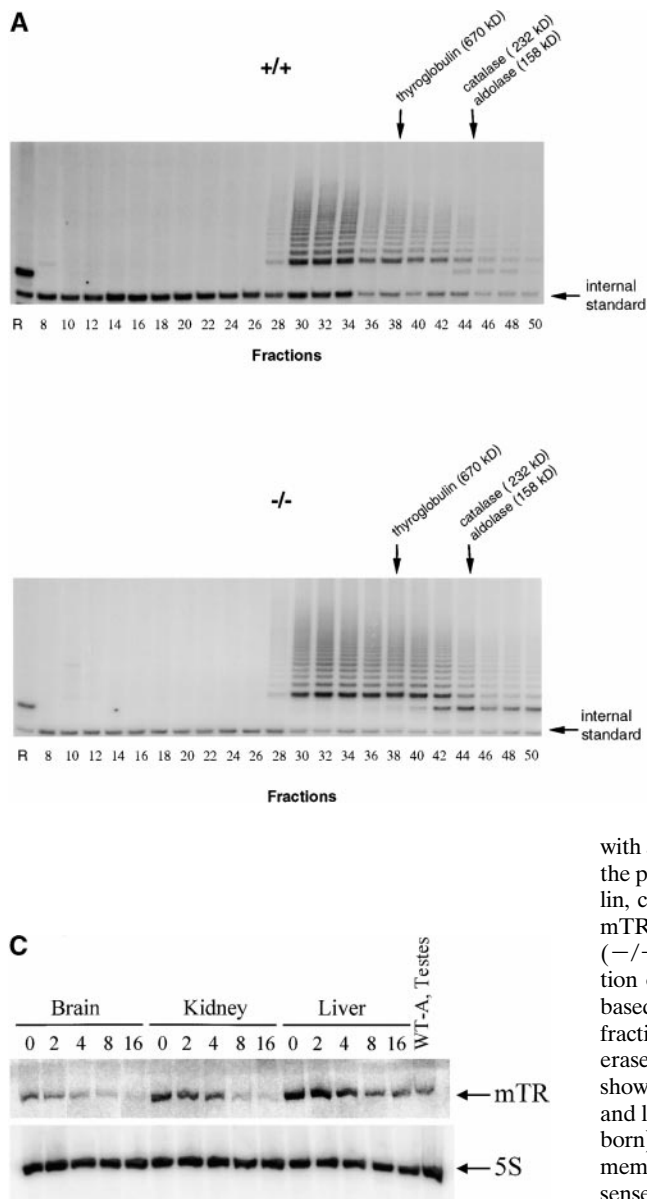 A
+/+
thyroglobulin (670 kD)
catalase ( 232 kD)
aldolase (158 kD)
internal
standard
R 8 10 12 14 16 18 20 22 24 26 28 30 32 34 36 38 40 42 44 46 48 50
Fractions
-/-
thyroglobulin (670 kD)
catalase ( 232 kD)
aldolase (158 kD)
internal
standard
R 8 10 12 14 16 18 20 22 24 26 28 30 32 34 36 38 40 42 44 46 48 50
Fractions
C
Brain Kidney Liver WT-A, Testes
0 2 4 8 16 0 2 4 8 16 0 2 4 8 16
mTR
5S
with
the p
lin, c
mTR
(−/−
tion
based
fracti
erase
show
and l
born)
mem
sense